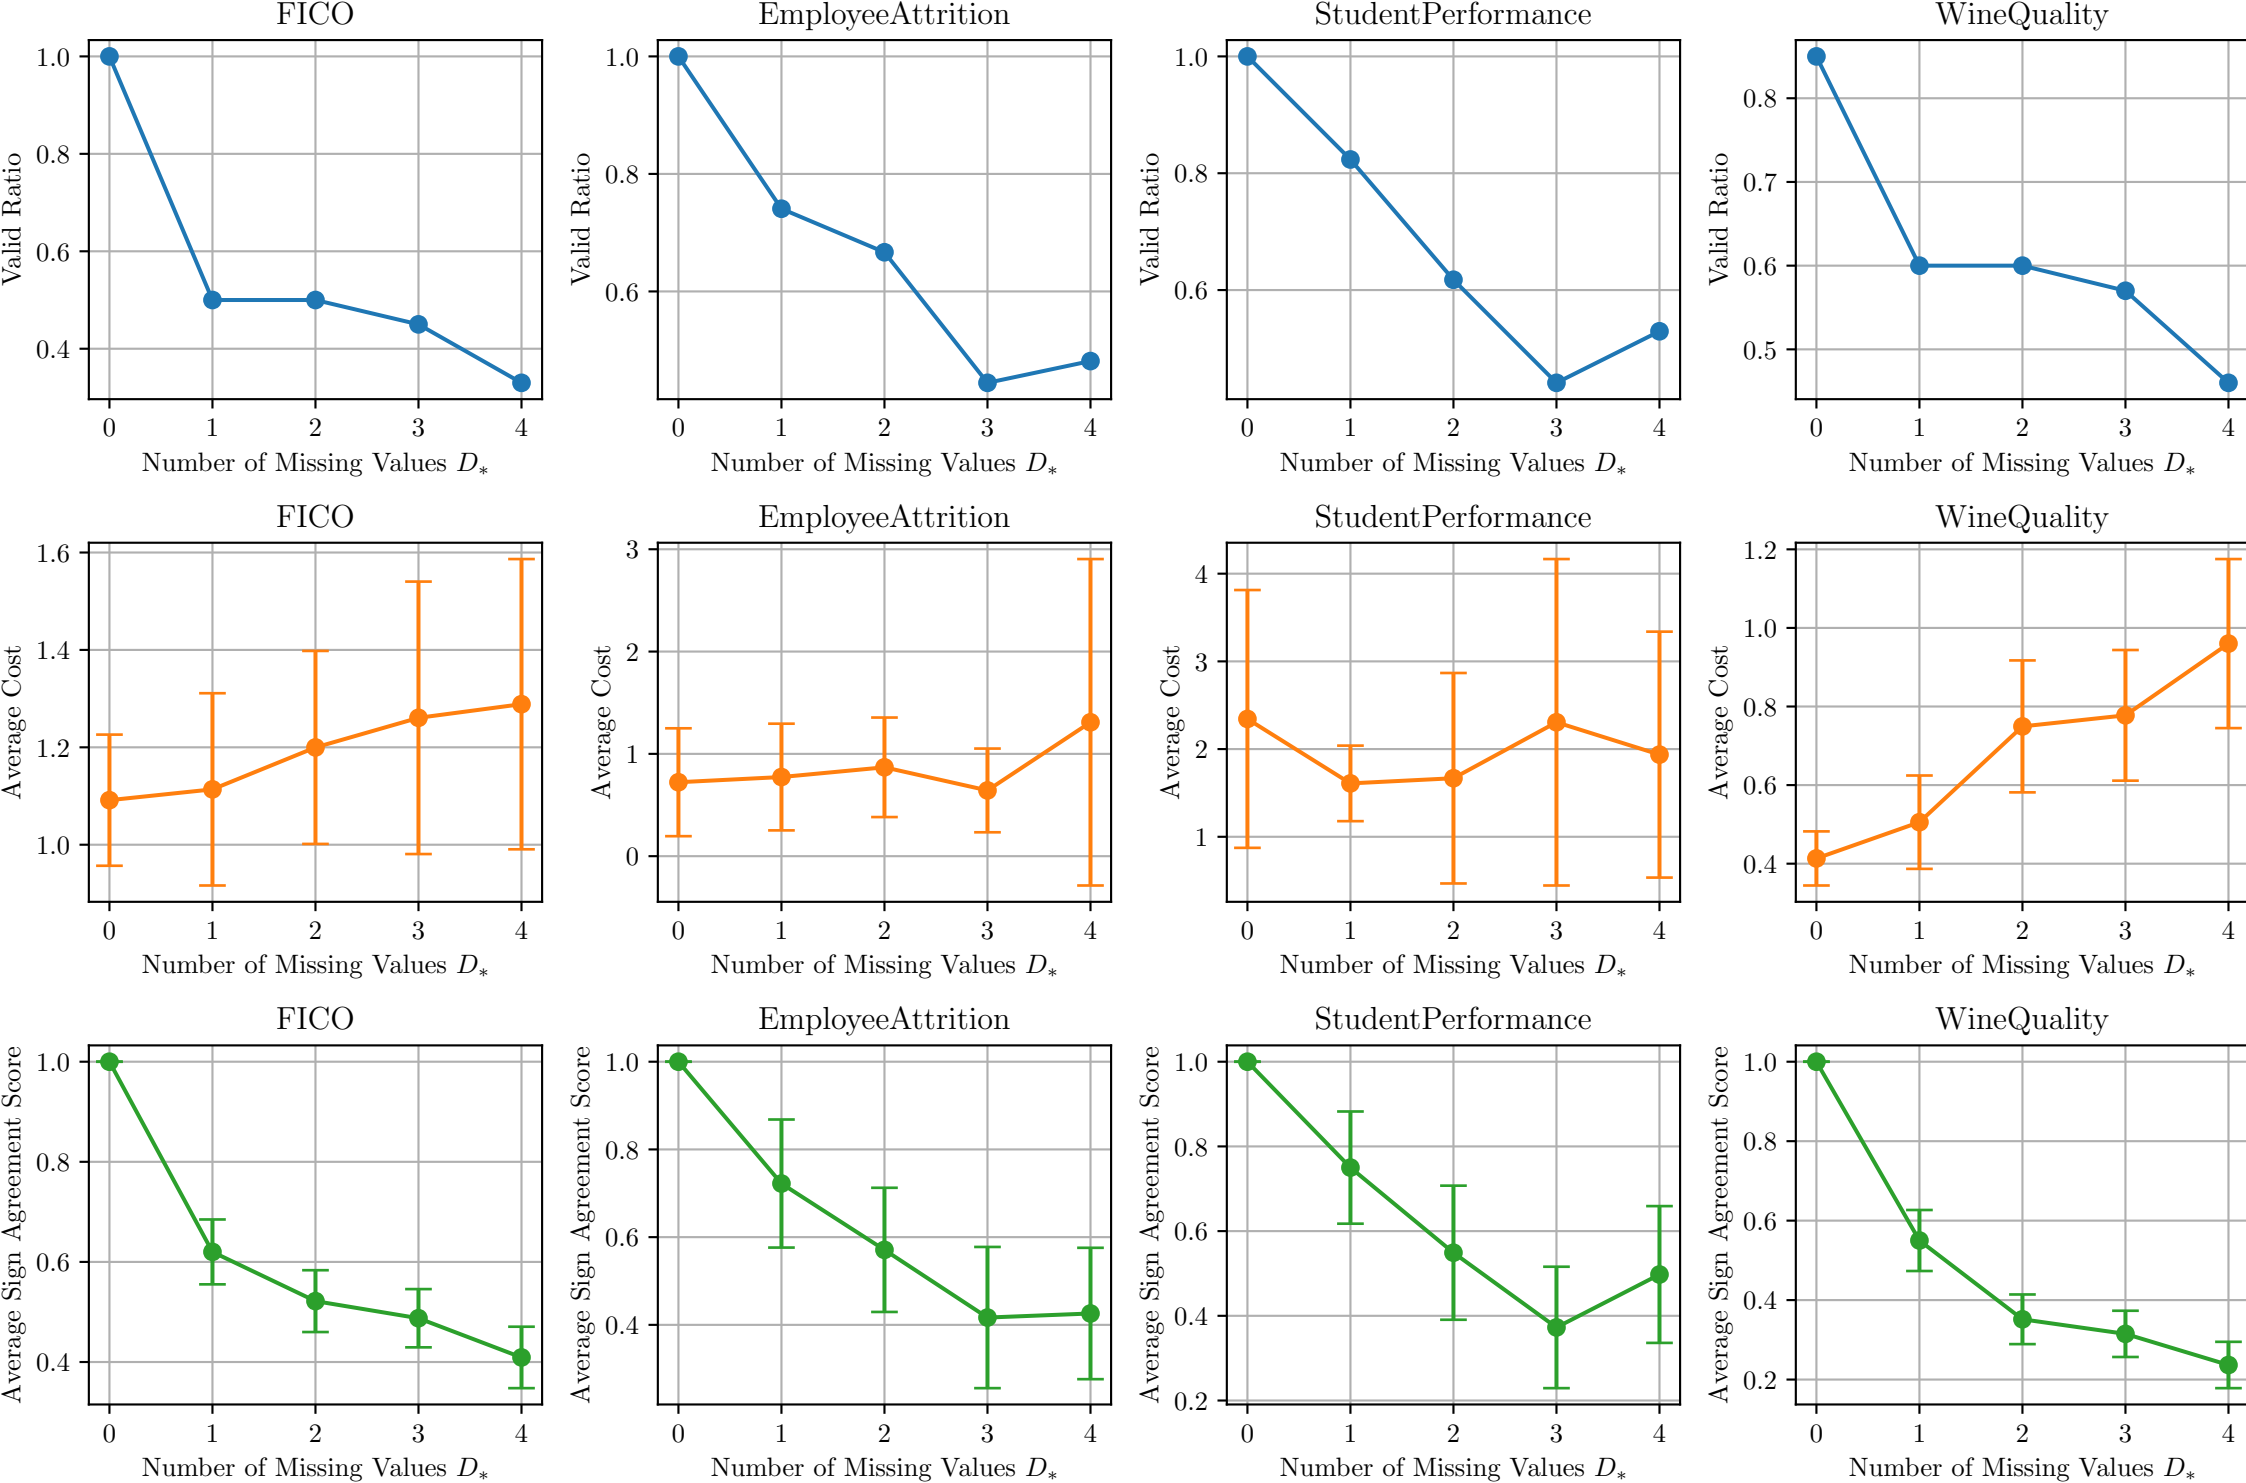 FICO
1.0
0.8
0.6
0.4
Valid Ratio
0 1 2 3 4
Number of Missing Values D*
EmployeeAttrition
1.0
0.8
0.6
Valid Ratio
0 1 2 3 4
Number of Missing Values D*
StudentPerformance
1.0
0.8
0.6
Valid Ratio
0 1 2 3 4
Number of Missing Values D*
WineQuality
0.8
0.7
0.6
0.5
Valid Ratio
0 1 2 3 4
Number of Missing Values D*
FICO
1.6
1.4
1.2
1.0
Average Cost
0 1 2 3 4
Number of Missing Values D*
EmployeeAttrition
3
2
1
0
Average Cost
0 1 2 3 4
Number of Missing Values D*
StudentPerformance
4
3
2
1
Average Cost
0 1 2 3 4
Number of Missing Values D*
WineQuality
1.2
1.0
0.8
0.6
0.4
Average Cost
0 1 2 3 4
Number of Missing Values D*
FICO
1.0
0.8
0.6
0.4
Average Sign Agreement Score
0 1 2 3 4
Number of Missing Values D*
EmployeeAttrition
1.0
0.8
0.6
0.4
Average Sign Agreement Score
0 1 2 3 4
Number of Missing Values D*
StudentPerformance
1.0
0.8
0.6
0.4
0.2
Average Sign Agreement Score
0 1 2 3 4
Number of Missing Values D*
WineQuality
1.0
0.8
0.6
0.4
0.2
Average Sign Agreement Score
0 1 2 3 4
Number of Missing Values D*